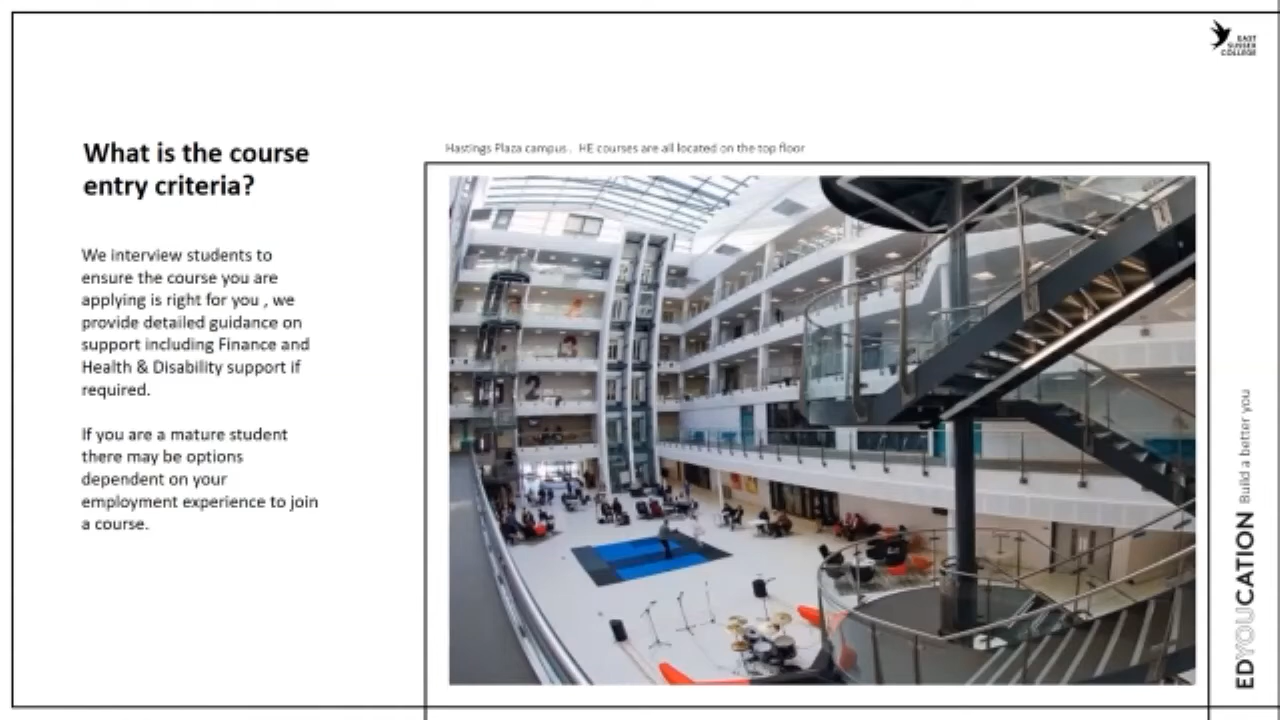 EAST
SUSSEX
COLLEGE
What is the course
entry criteria?
Hastings Plaza campus . HE courses are all located on the top floor
We interview students to
ensure the course you are
applying is right for you , we
provide detailed guidance on
support including Finance and
Health & Disability support if
required.
If you are a mature student
there may be options
dependent on your
employment experience to join
a course.
3
2
EDYOUCATION Build a better you